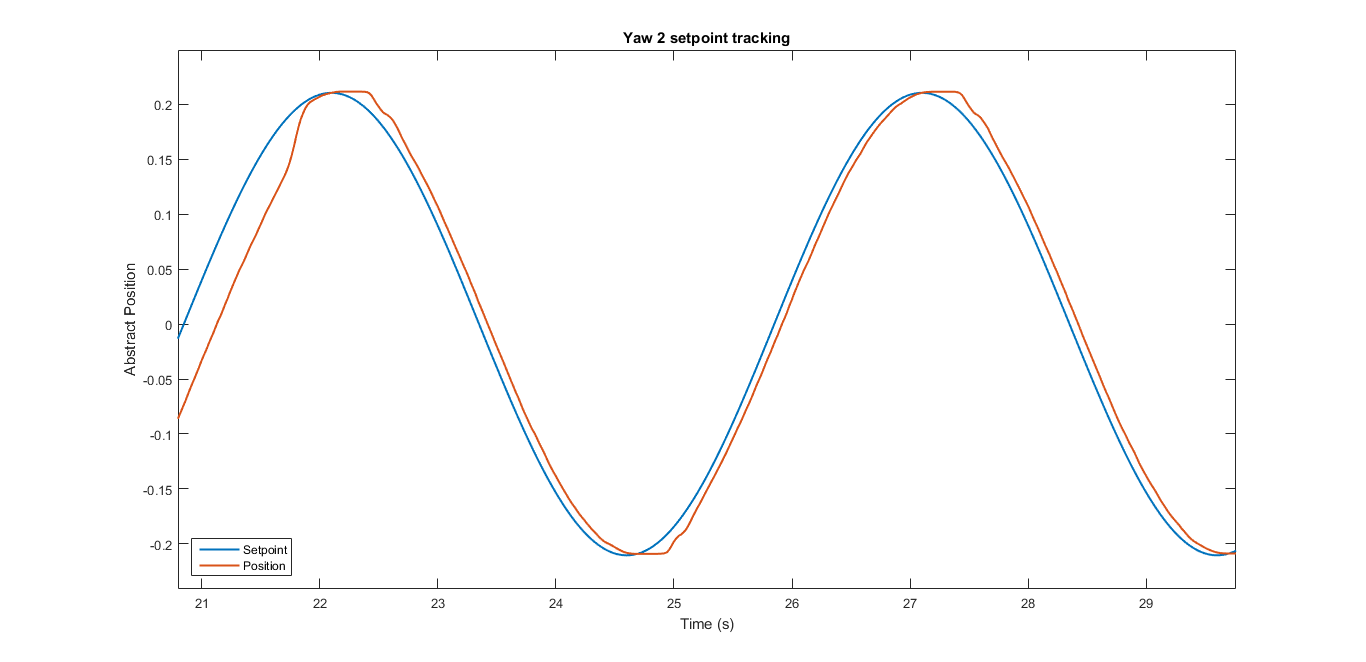 Yaw 2 setpoint tracking
0.2
0.15
0.1
0.05
0
-0.05
-0.1
-0.15
-0.2
Abstract Position
Setpoint
Position
21 22 23 24 25 26 27 28 29
Time (s)